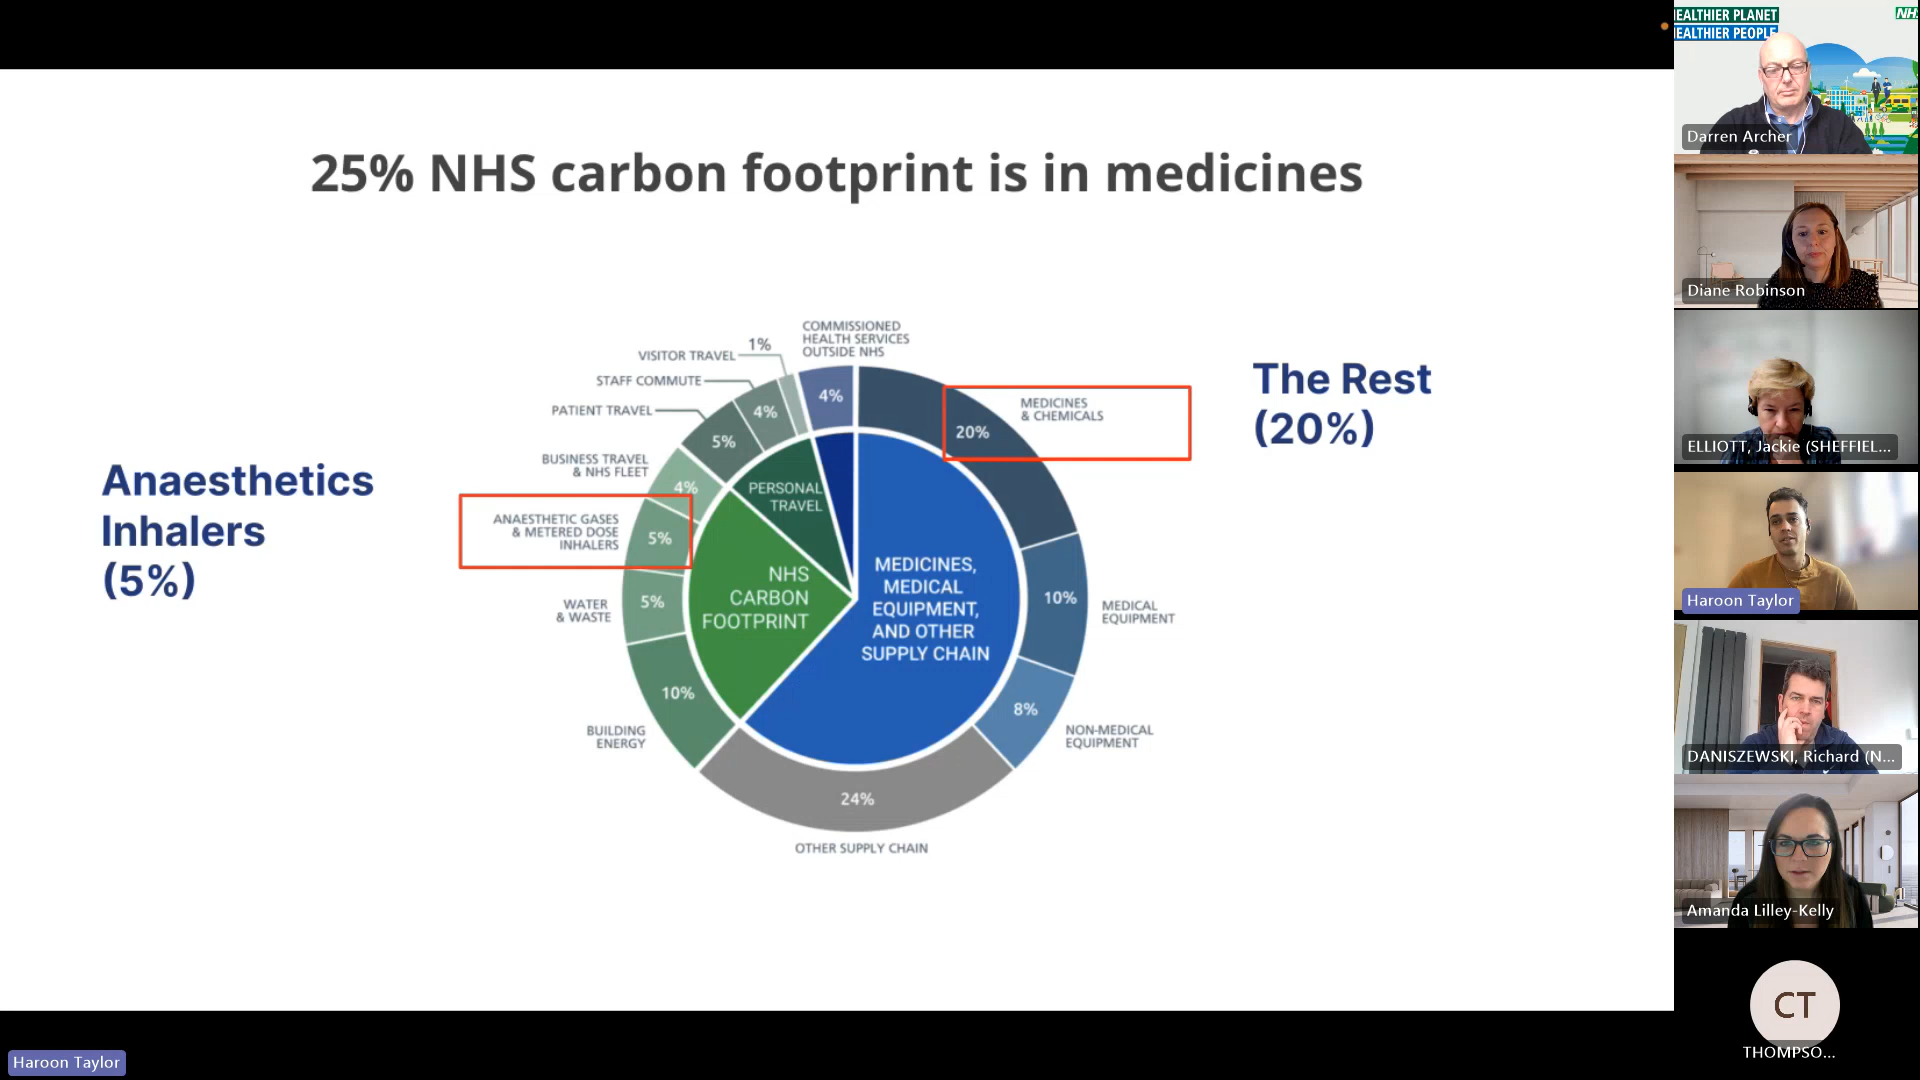 25% NHS carbon footprint is in medicines
COMMISSIONED
HEALTH SERVICES
OUTSIDE NHS
1%
VISITOR TRAVEL
STAFF COMMUTE
PATIENT TRAVEL
BUSINESS TRAVEL
& NHS FLEET
ANAESTHETIC GASES
& METERED DOSE
INHALERS
WATER
& WASTE
BUILDING
ENERGY
OTHER SUPPLY CHAIN
NON-MEDICAL
EQUIPMENT
MEDICAL
EQUIPMENT
MEDICINES
& CHEMICALS
4%
4%
5%
4%
5%
5%
10%
24%
8%
10%
20%
PERSONAL
TRAVEL
NHS
CARBON
FOOTPRINT
MEDICINES,
MEDICAL
EQUIPMENT,
AND OTHER
SUPPLY CHAIN
Anaesthetics
Inhalers
(5%)
The Rest
(20%)
Haroon Taylor
EALTHIER PLANET
EALTHIER PEOPLE
NH
Darren Archer
Diane Robinson
ELLIOTT, Jackie (SHEFFIEL...
Haroon Taylor
DANISZEWSKI, Richard (N...
Amanda Lilley-Kelly
CT
THOMPSO...